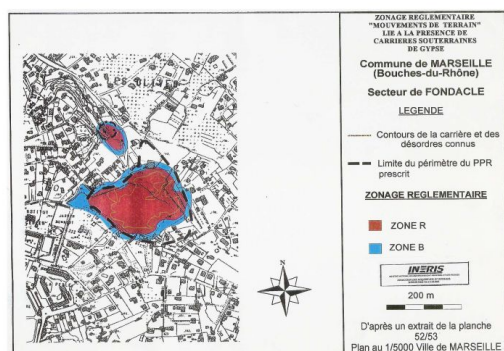 ZONAGE REGLEMENTAIRE
"MOUVEMENTS DE TERRAIN"
LIE A LA PRESENCE DE
CARRIERES SOUTERRAINES
DE GYPSE
Commune de MARSEILLE
(Bouches-du-Rhône)
Secteur de FONDACLE
LEGENDE
Contours de la carrière et des
désordres connus
Limite du périmètre du PPR
prescrit
ZONAGE REGLEMENTAIRE
ZONE R
ZONE B
INERIS
200 m
N
D'après un extrait de la planche
52/53
Plan au 1/5000 Ville de MARSEILLE